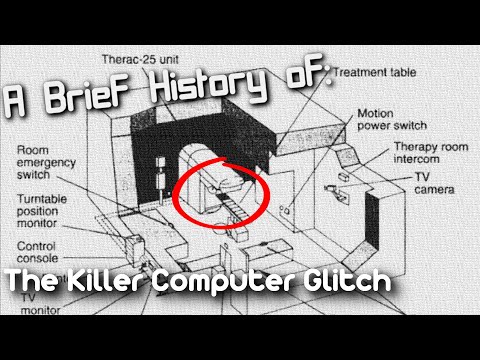 Therac-25 unit
A Brief History of:
Treatment table
Motion
power switch
Therapy room
intercom
TV
camera
Room
emergency
switch
Turntable
position
monitor
Control
console
The Killer Computer Glitch
TV
monitor